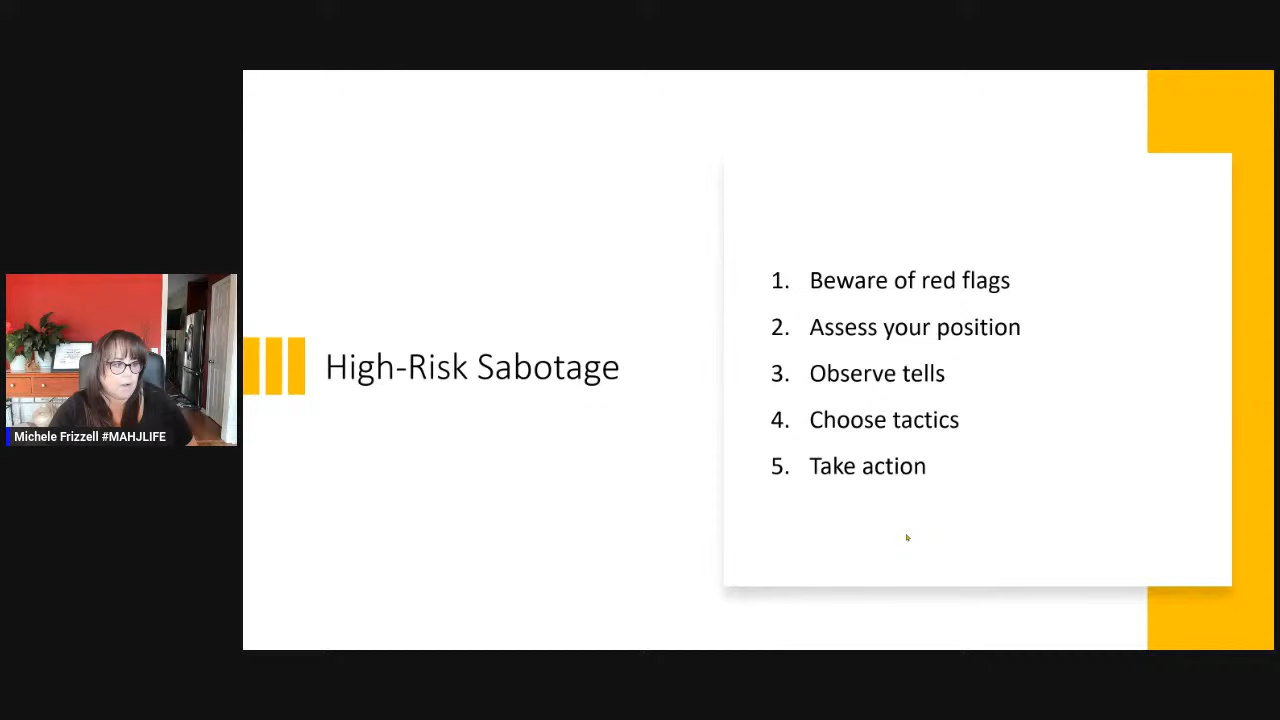 High-Risk Sabotage
1. Beware of red flags
2. Assess your position
3. Observe tells
4. Choose tactics
5. Take action
Michele Frizzell #MAHJLIFE